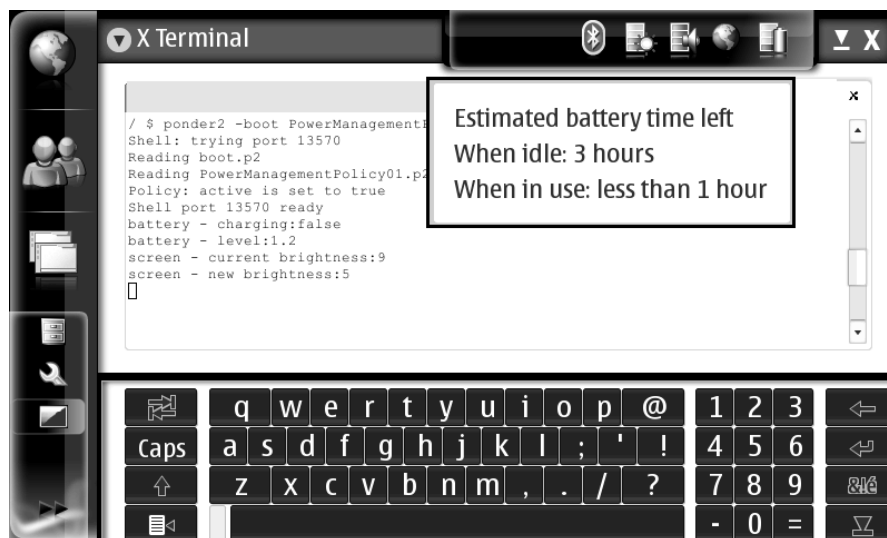 X Terminal
X
Estimated battery time left
When idle: 3 hours
When in use: less than 1 hour
/ $ ponder2 -boot PowerManagement
Shell: trying port 13570
Reading boot.p2
Reading PowerManagementPolicy01.p2
Policy: active is set to true
Shell port 13570 ready
battery - charging:false
battery - level:1.2
screen - current brightness:9
screen - new brightness:5
q w e r t y u i o p @ 1 2 3
Caps a s d f g h j k l ; ' ! 4 5 6
z x c v b n m , . / ? 7 8 9 &lé
- 0 =